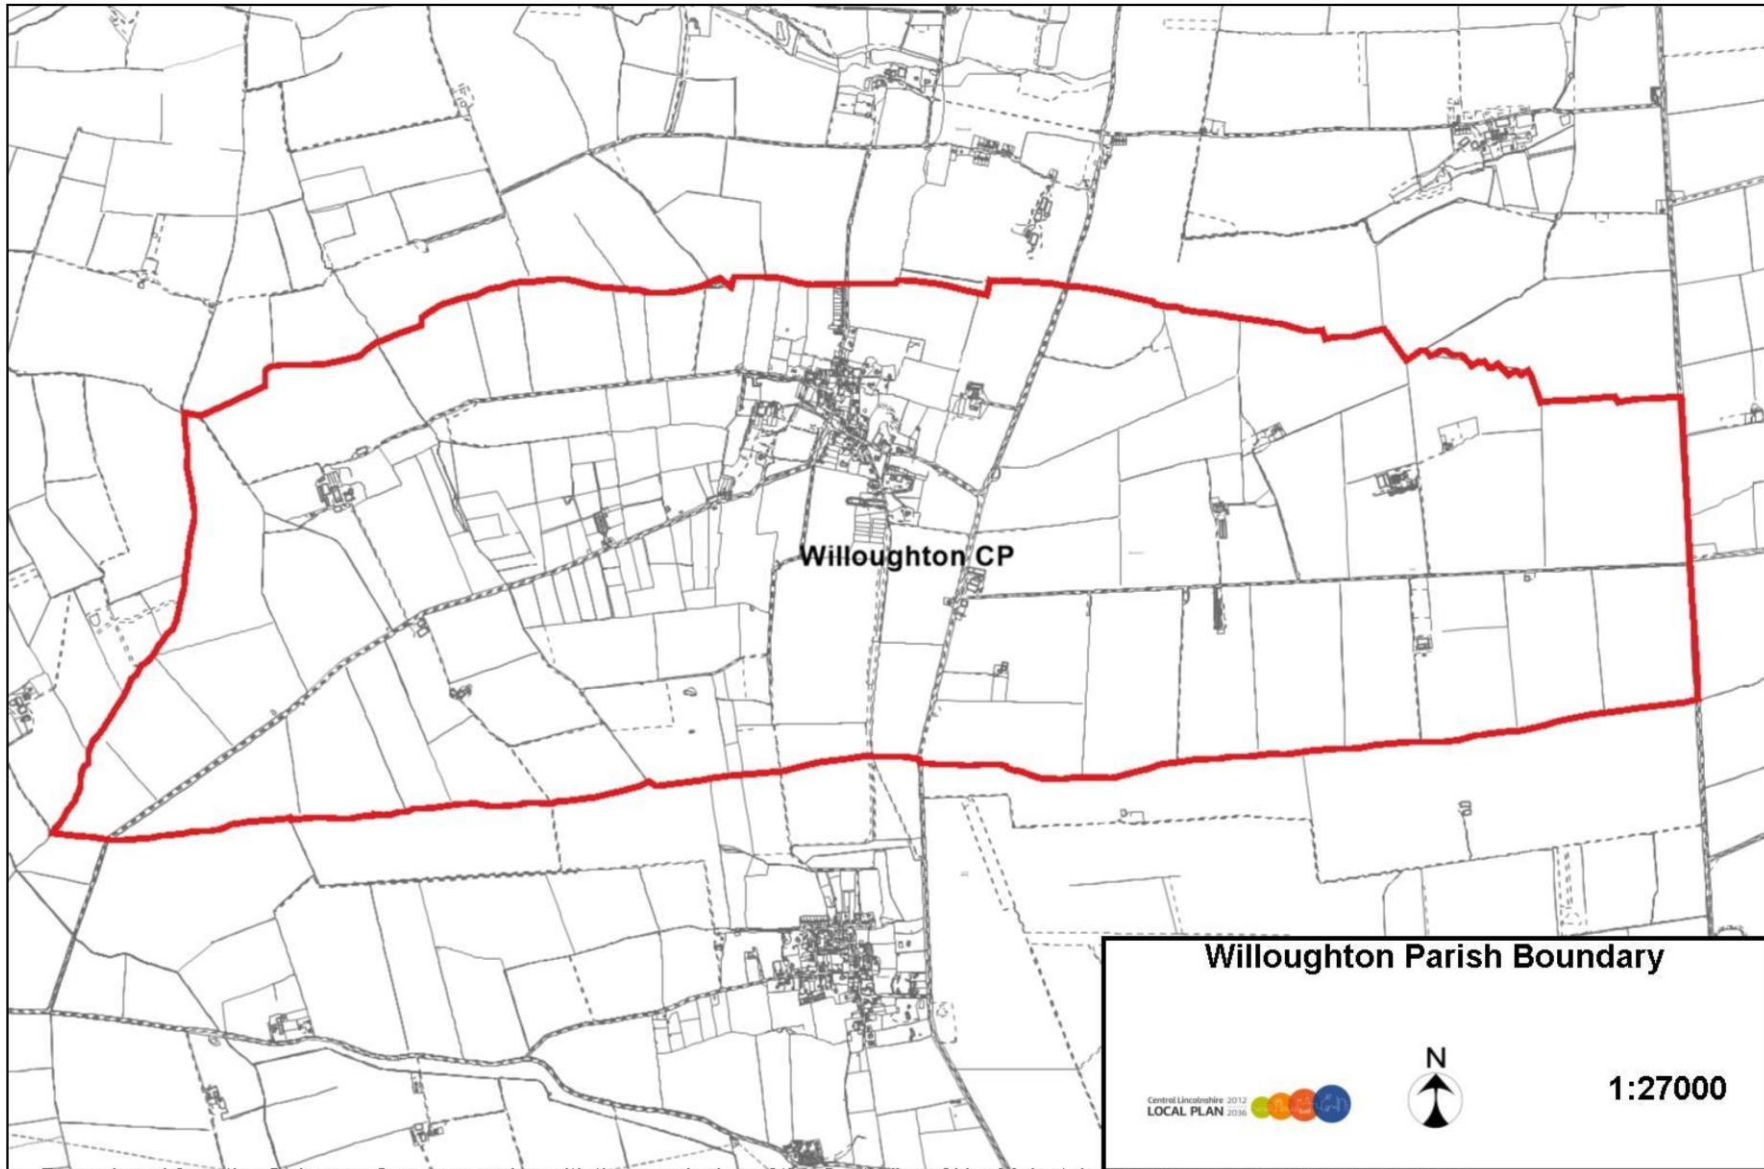 Willoughton CP
Willoughton Parish Boundary
N
Central Lincolnshire 2012
LOCAL PLAN 2036
1:27000